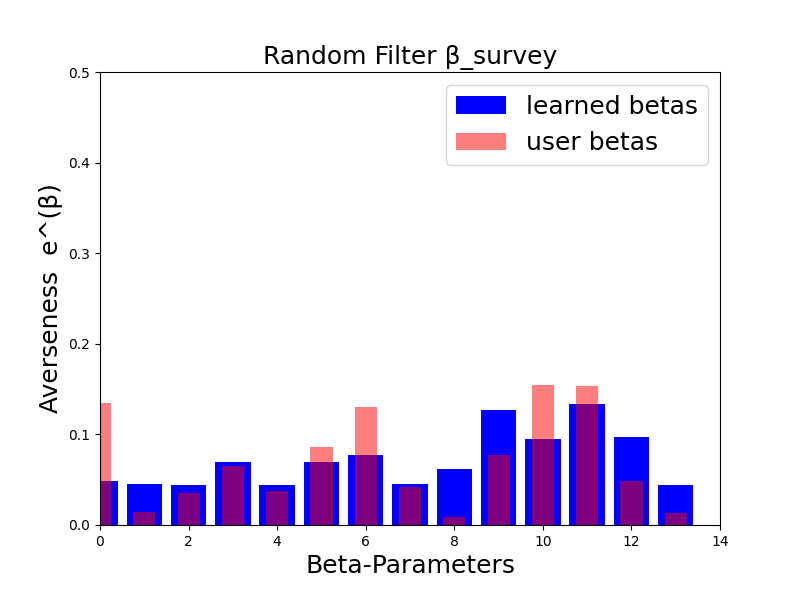 Random Filter β_survey
learned betas
user betas
Averseness e^(β)
0.5
0.4
0.3
0.2
0.1
0.0
0 2 4 6 8 10 12 14
Beta-Parameters